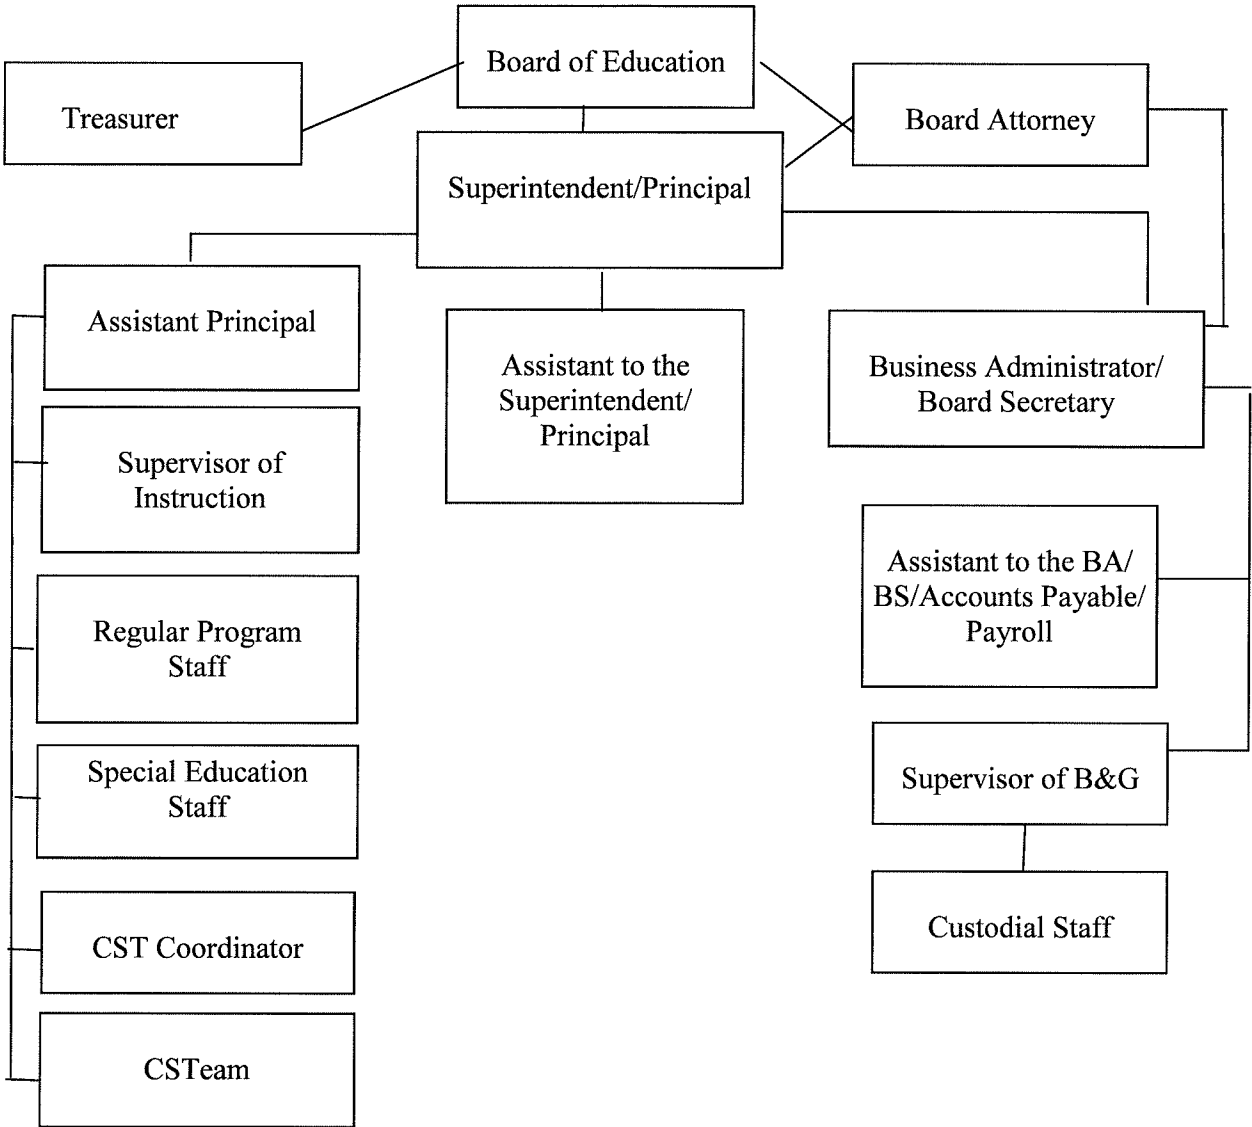 Board of Education
Treasurer
Board Attorney
Superintendent/Principal
Assistant Principal
Assistant to the
Superintendent/
Principal
Business Administrator/
Board Secretary
Supervisor of
Instruction
Assistant to the BA/
BS/Accounts Payable/
Payroll
Regular Program
Staff
Special Education
Staff
Supervisor of B&G
CST Coordinator
Custodial Staff
CSTeam